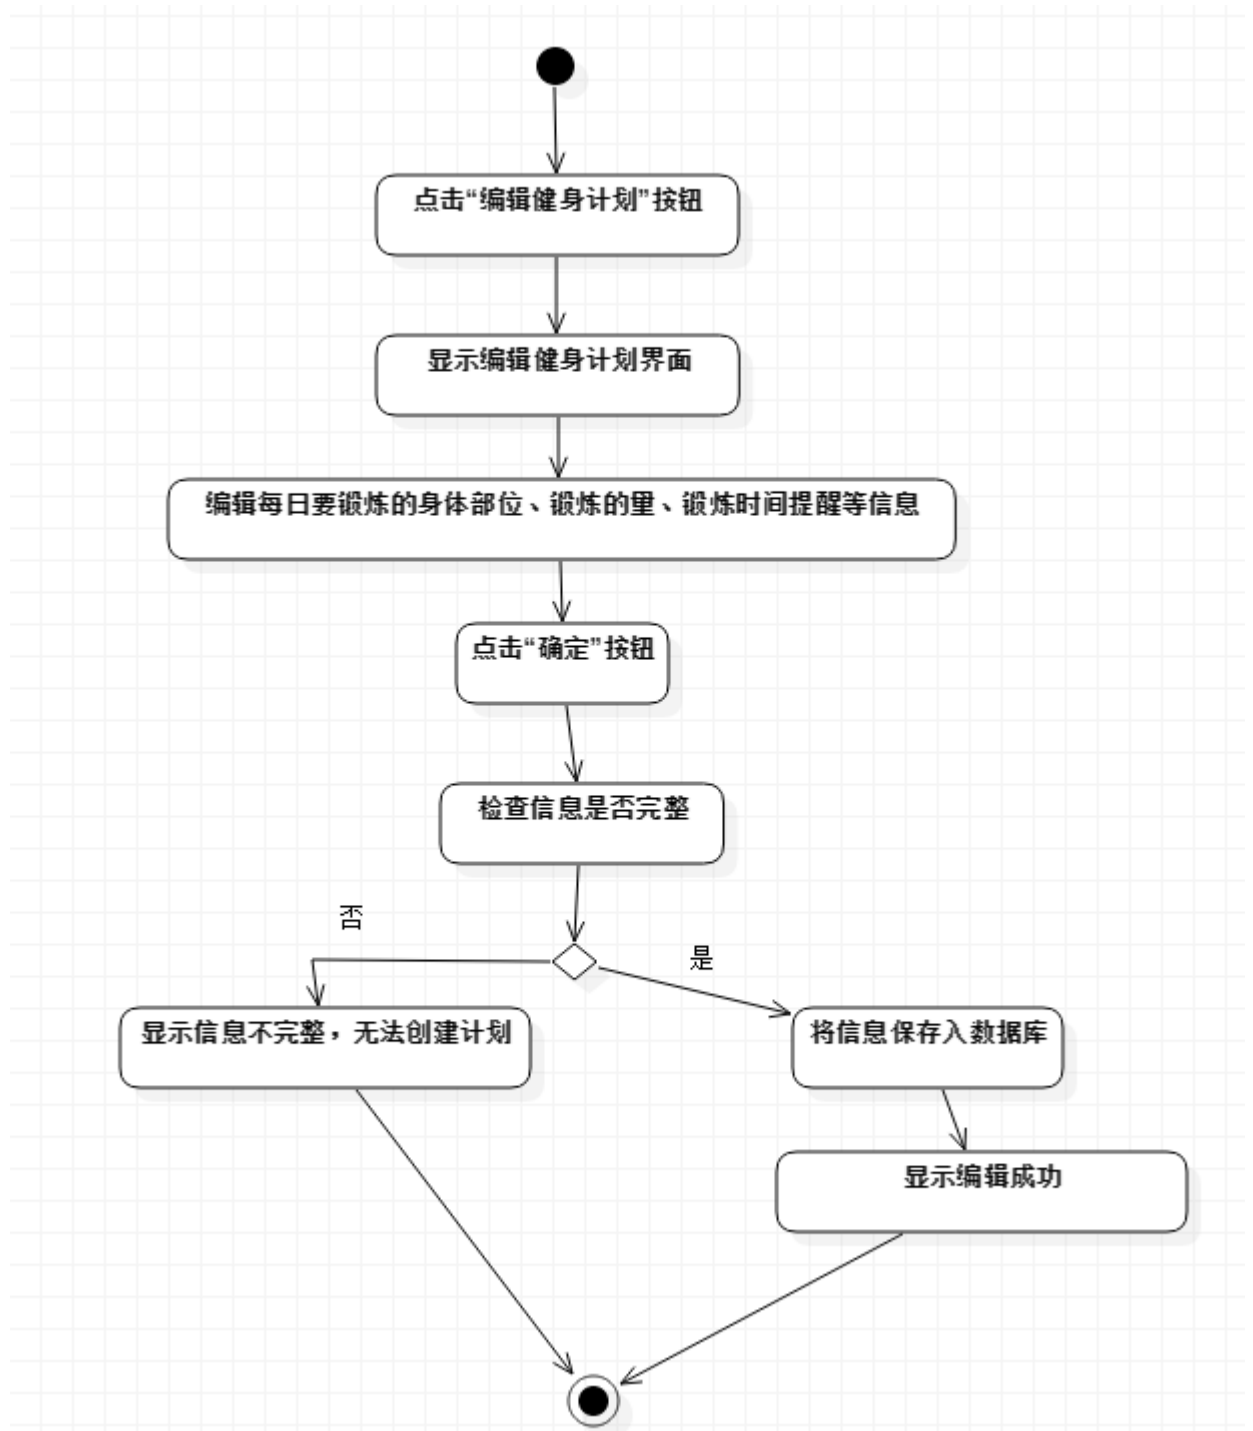 点击“编辑健身计划”按钮
显示编辑健身计划界面
编辑每日要锻炼的身体部位、锻炼的量、锻炼时间提醒等信息
点击“确定”按钮
检查信息是否完整
否
是
显示信息不完整，无法创建计划
将信息保存入数据库
显示编辑成功